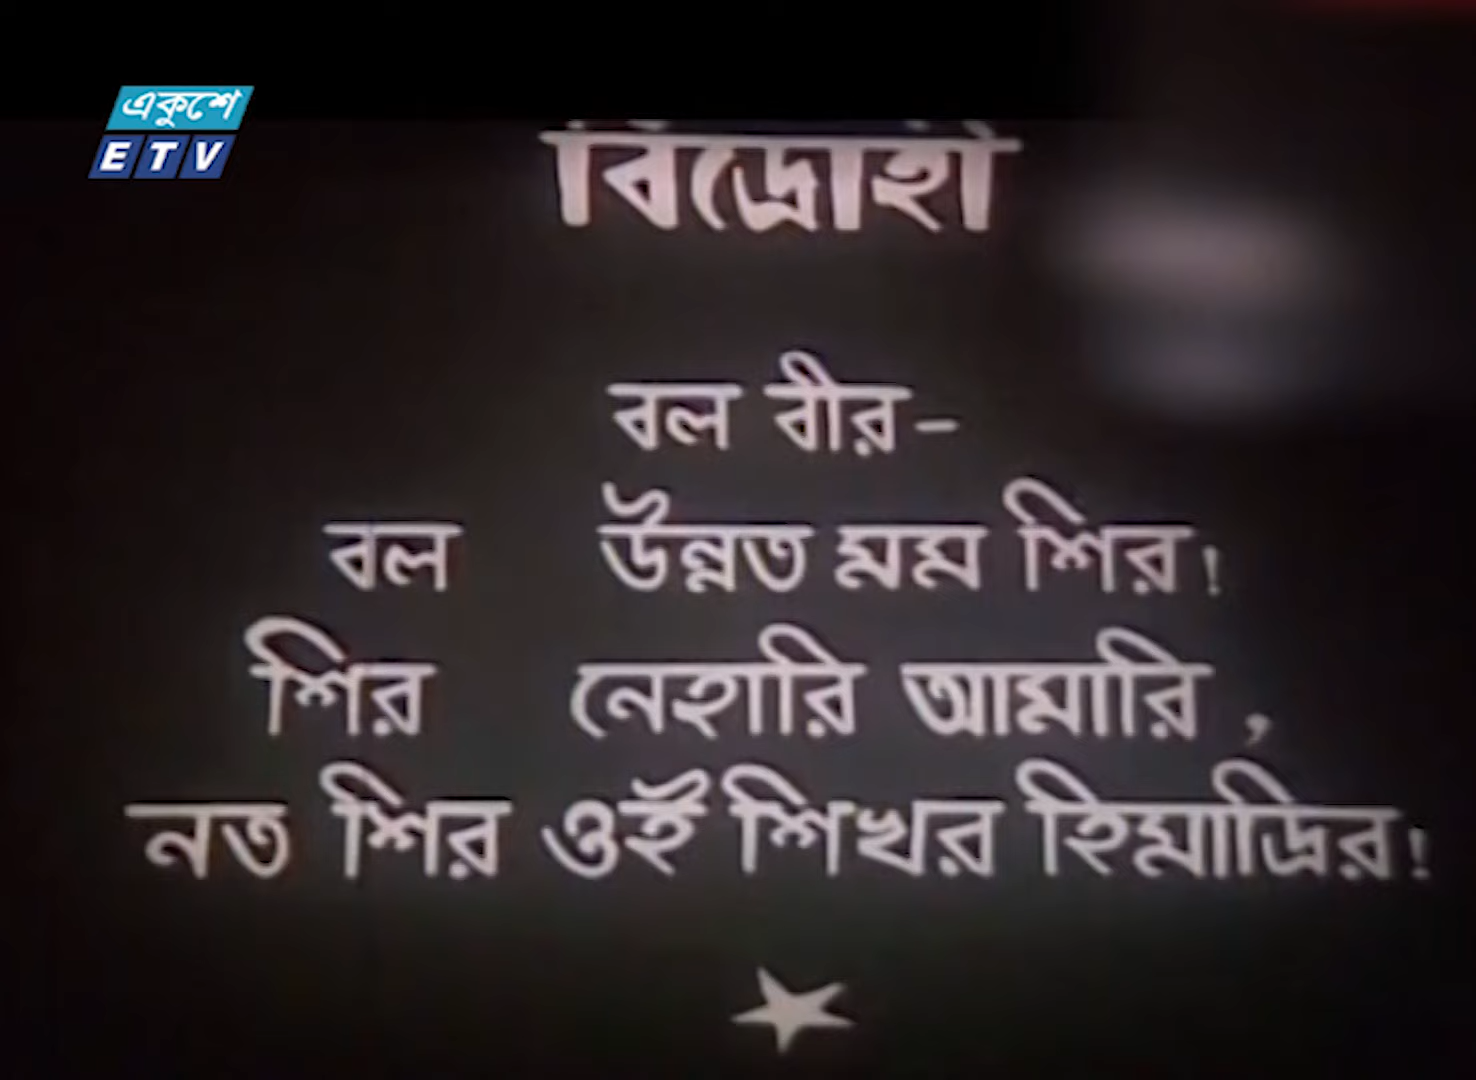 একুশে
ETV
বিদ্রোহী
বল বীর-
বল উন্নত মম শির!
শির নেহারি আমারি ,
নত শির ওই শিখর হিমাদ্রির!